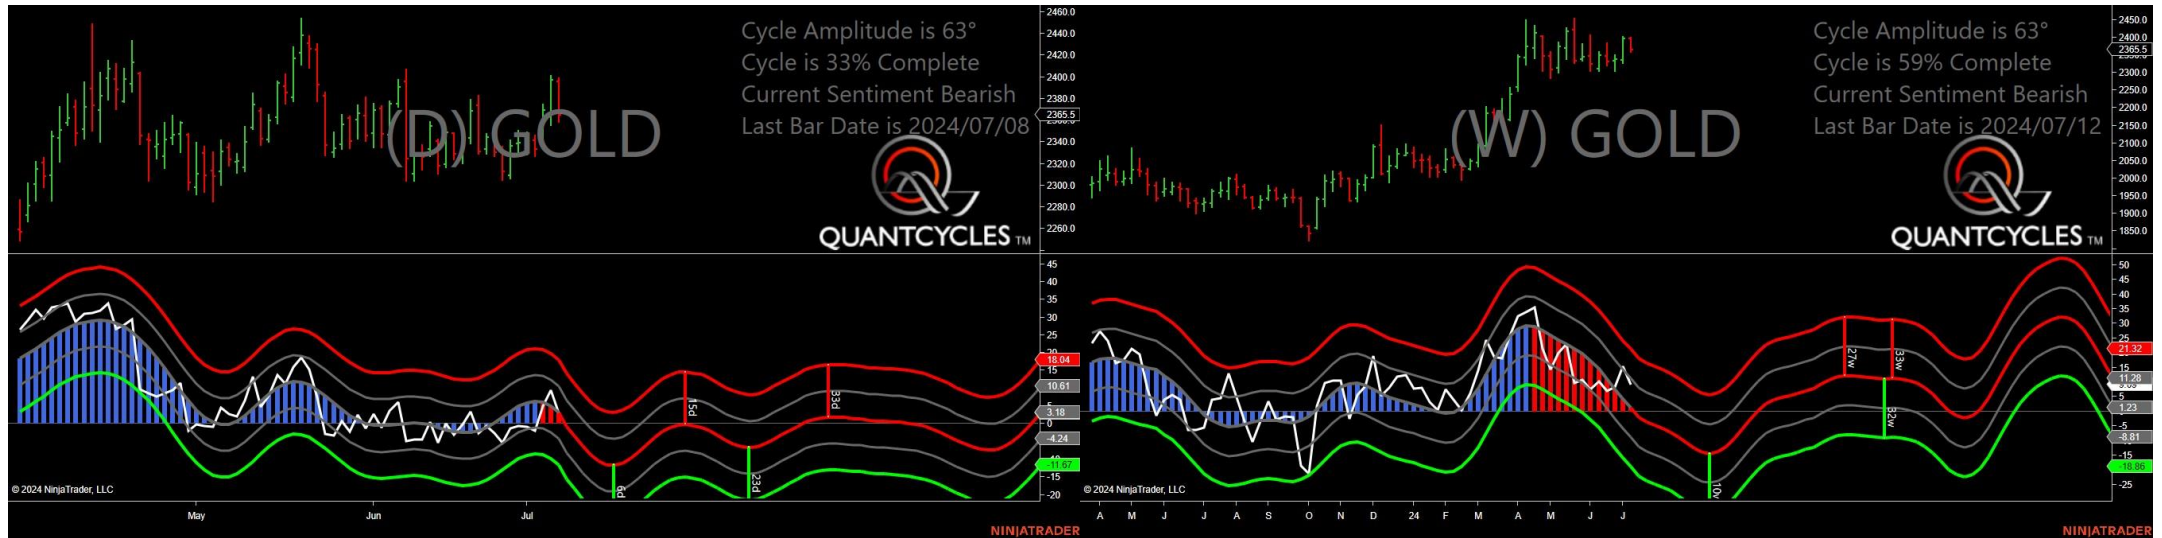 Cycle Amplitude is 63°
Cycle is 33% Complete
Current Sentiment Bearish
Last Bar Date is 2024/07/08
(D) GOLD
QUANTCYCLES TM
2460.0
2440.0
2420.0
2400.0
2380.0
2365.5
2340.0
2320.0
2300.0
2280.0
2260.0
45
40
35
30
25
18.04
15
10.61
3.18
0
-4.24
-11.67
-15
-20
15d
33d
6d
23d
© 2024 NinjaTrader, LLC
May Jun Jul
NINJATRADER
Cycle Amplitude is 63°
Cycle is 59% Complete
Current Sentiment Bearish
Last Bar Date is 2024/07/12
(W) GOLD
QUANTCYCLES TM
2450.0
2400.0
2365.5
2300.0
2250.0
2200.0
2150.0
2100.0
2050.0
2000.0
1950.0
1900.0
1850.0
50
45
40
35
30
21.32
15
11.28
5
1.23
-5
-8.81
-15
-18.86
-25
27w
33w
32w
© 2024 NinjaTrader, LLC
A M J J A S O N D 24 F M A M J J
NINJATRADER